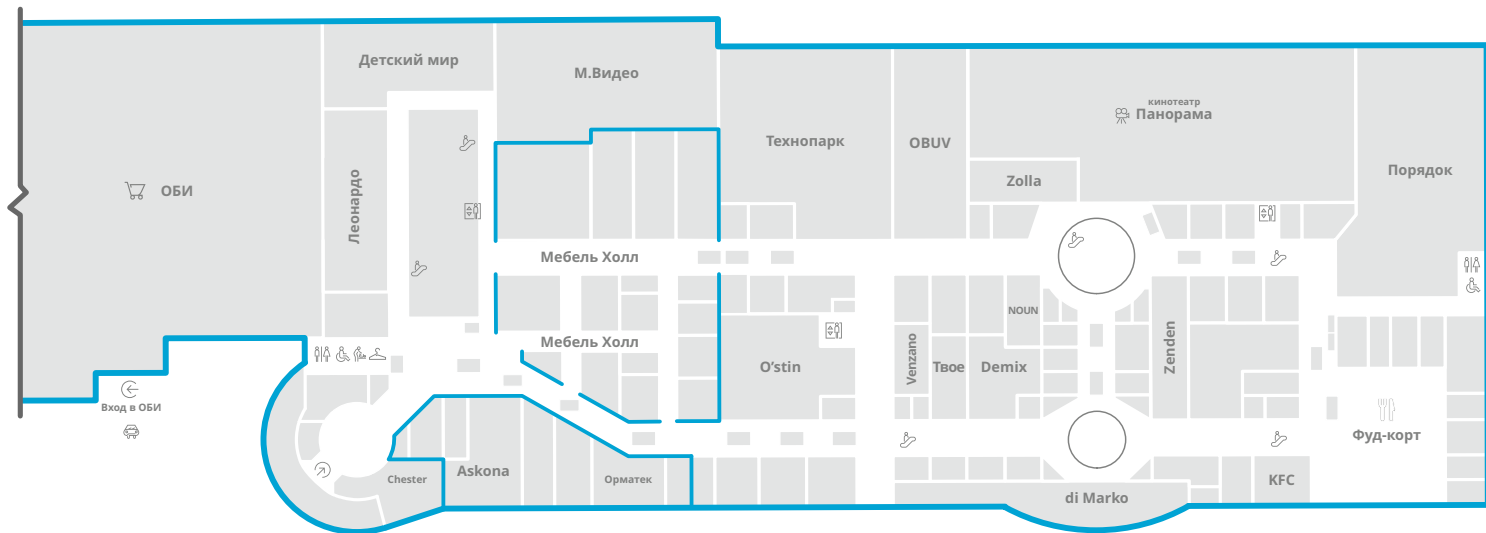 Детский мир
М.Видео
кинотеатр
Панорама
Технопарк
OBUV
Порядок
Zolla
ОБИ
Леонардо
Мебель Холл
NOUN
Мебель Холл
O’stin
Venzano
Твое
Demix
Zenden
Вход в ОБИ
Фуд-корт
Askona
Chester
Орматек
KFC
di Marko